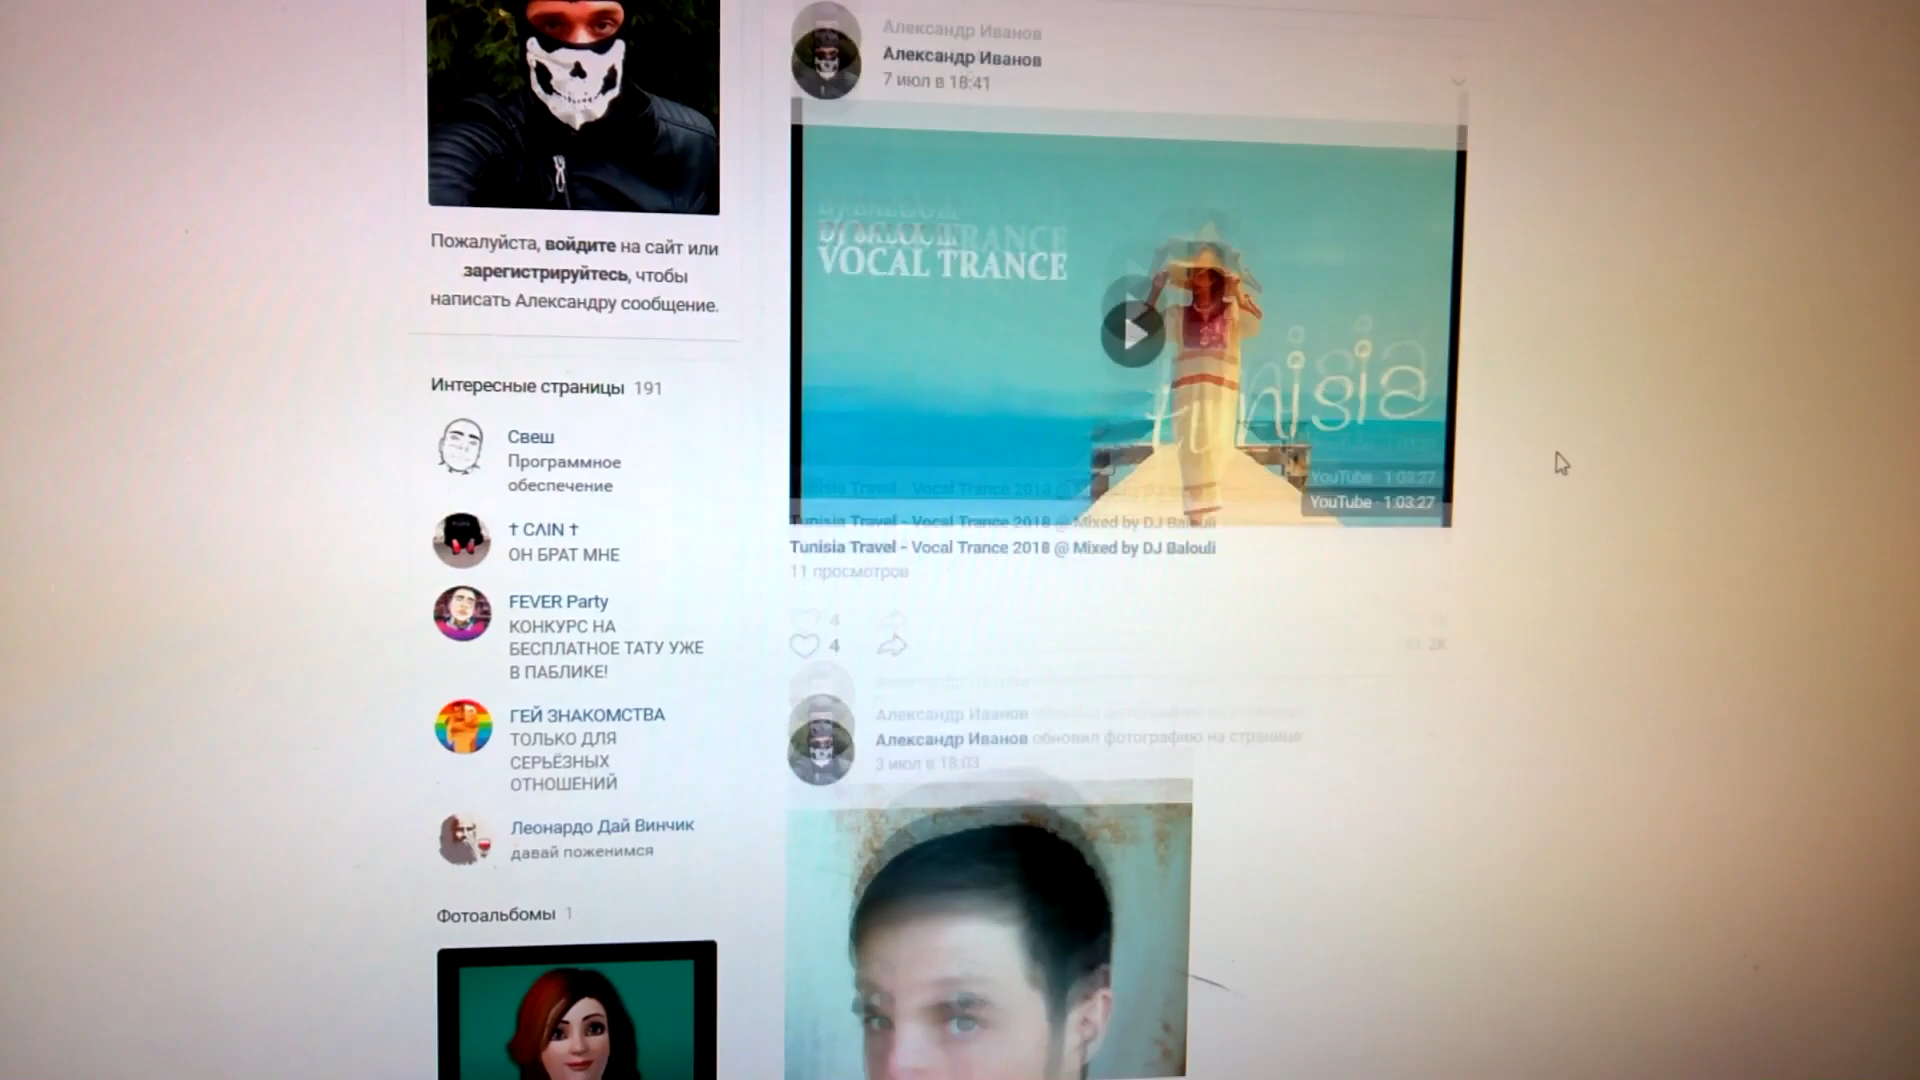 Пожалуйста, войдите на сайт или
зарегистрируйтесь, чтобы
написать Александру сообщение.
Интересные страницы 191
Свеш
Программное
обеспечение
† CΛIN †
ОН БРАТ МНЕ
FEVER Party
КОНКУРС НА
БЕСПЛАТНОЕ ТАТУ УЖЕ
В ПАБЛИКЕ!
ГЕЙ ЗНАКОМСТВА
ТОЛЬКО ДЛЯ
СЕРЬЁЗНЫХ
ОТНОШЕНИЙ
Леонардо Дай Винчик
давай поженимся
Фотоальбомы 1
Александр Иванов
7 июл в 18:41
DJ BALOULI
VOCAL TRANCE
Tunisia
YouTube · 1:03:27
Tunisia Travel - Vocal Trance 2018 @ Mixed by DJ Balouli
11 просмотров
4
Александр Иванов обновил фотографию на странице
3 июл в 18:03